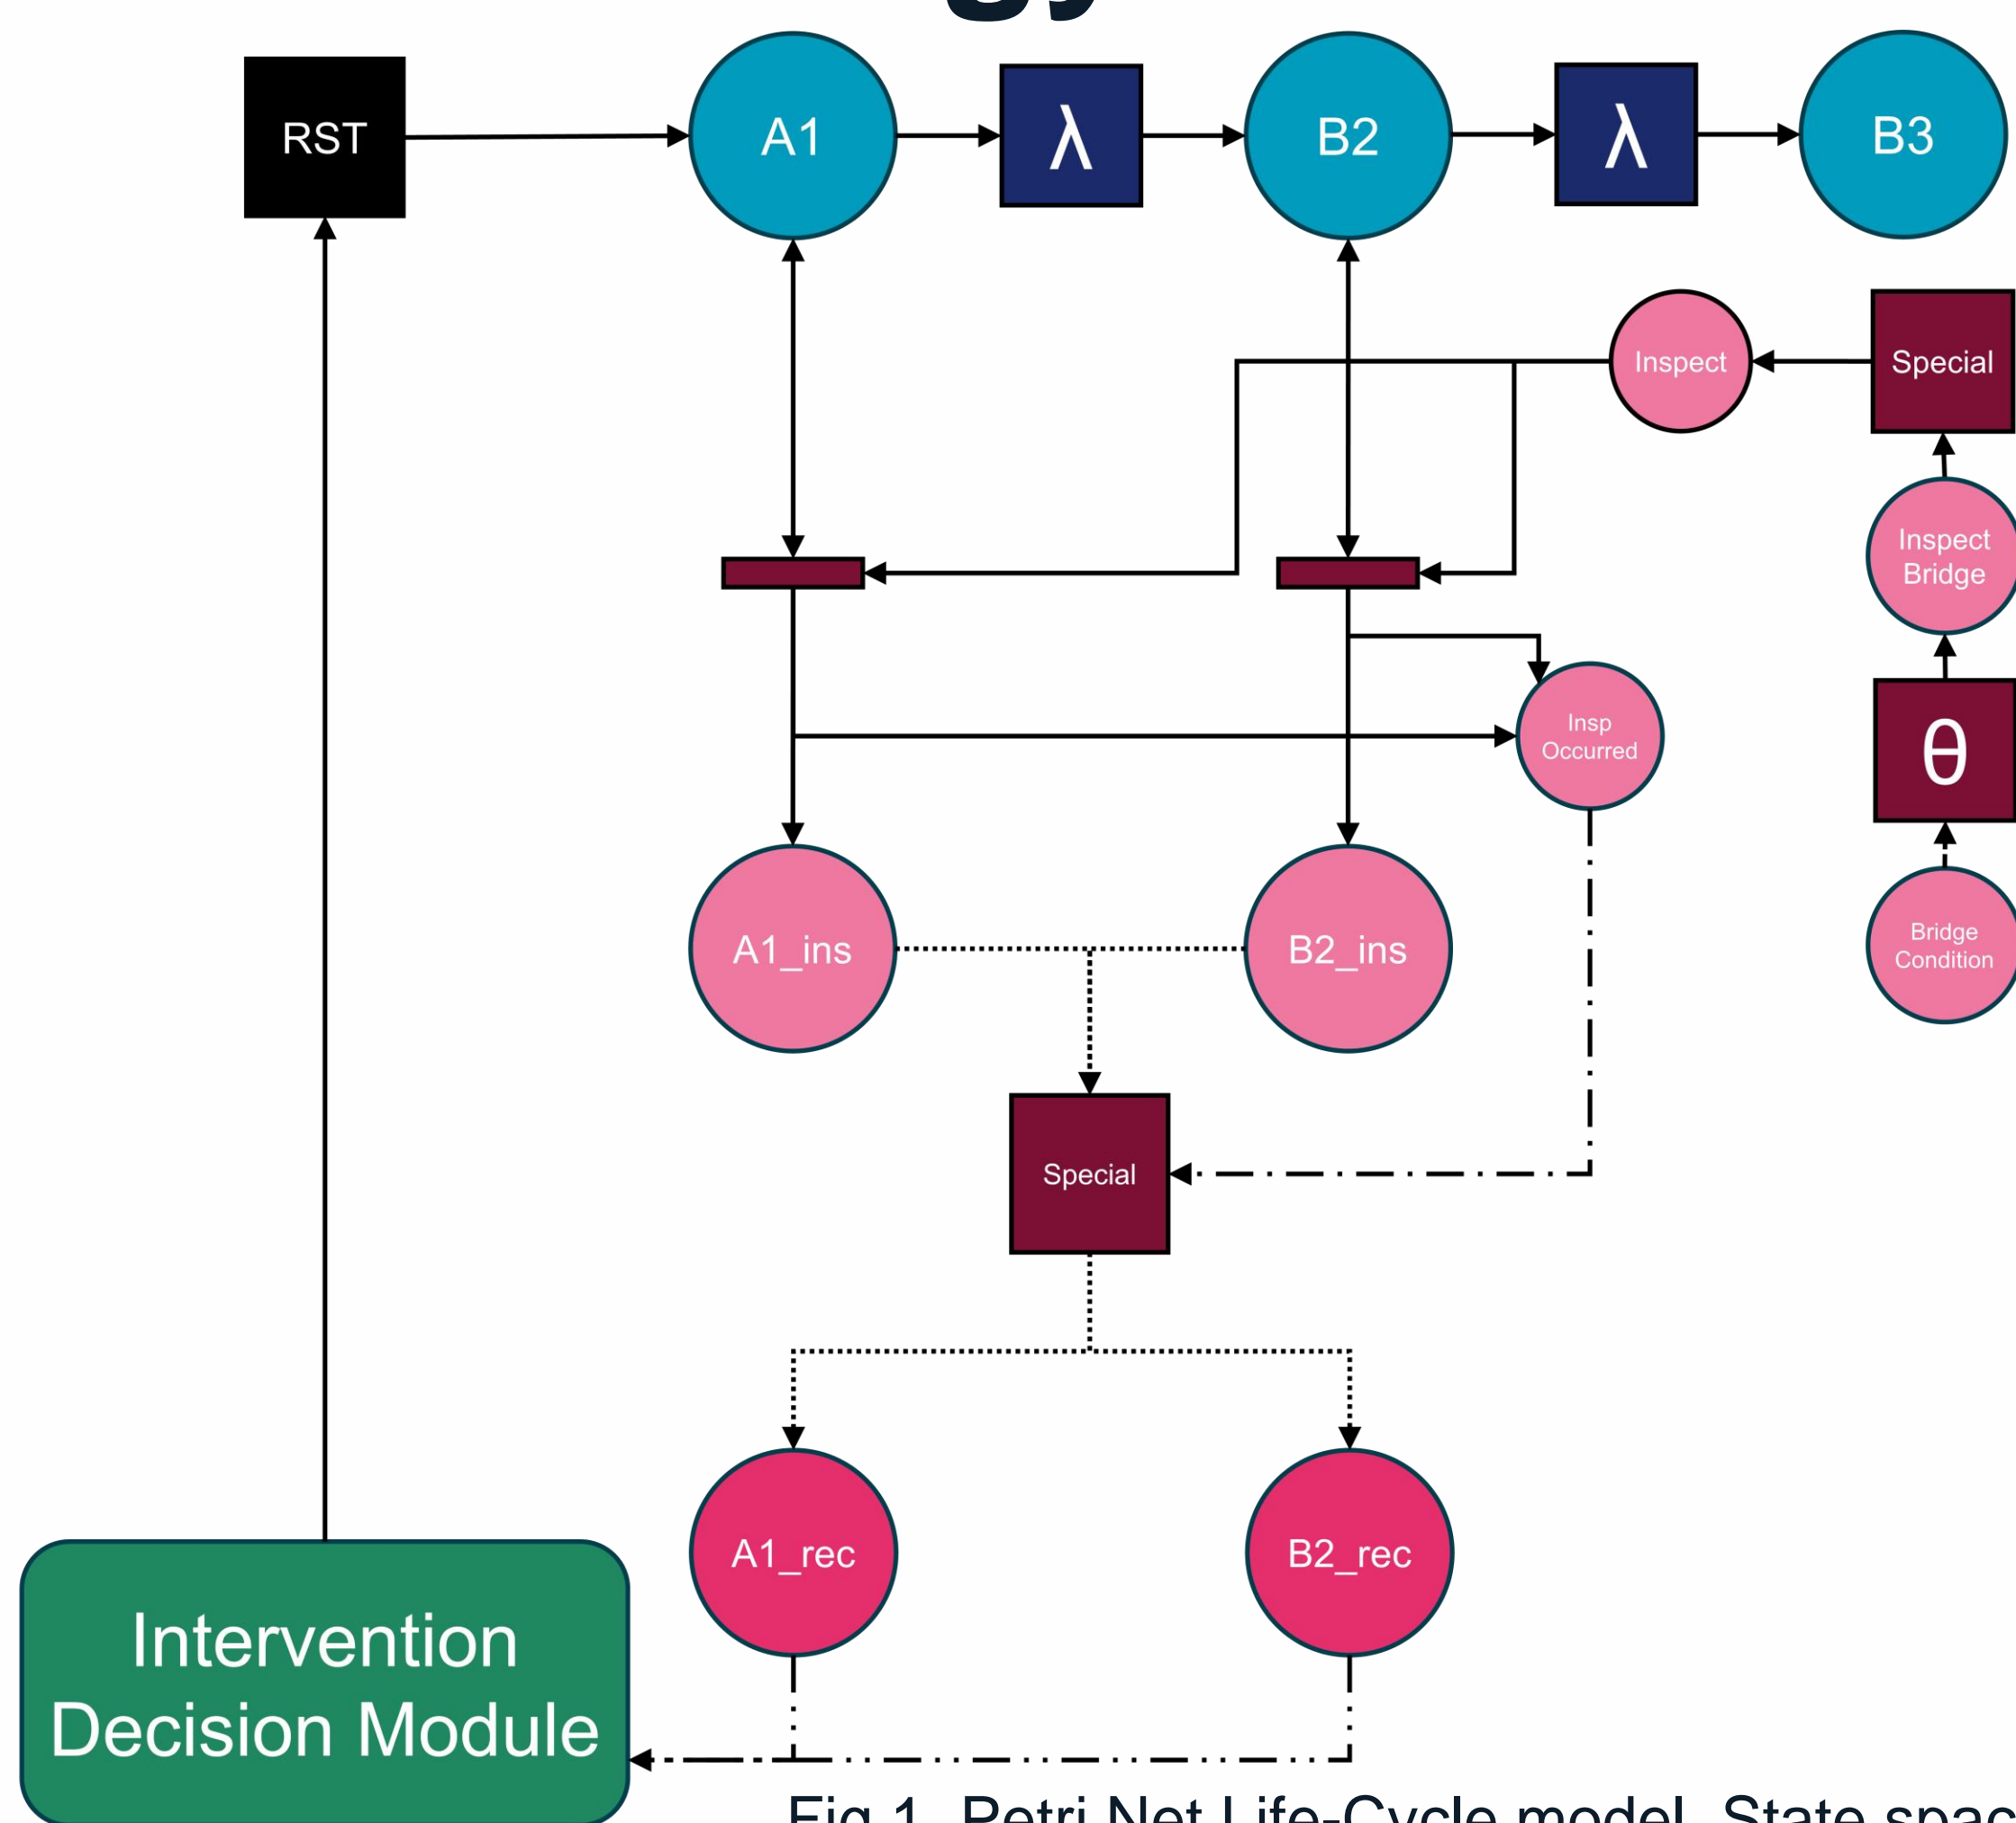 RST
A1
λ
B2
λ
B3
Inspect
Special
Inspect
Bridge
Insp
Occurred
θ
A1_ins
B2_ins
Bridge
Condition
Special
A1_rec
B2_rec
Intervention
Decision Module